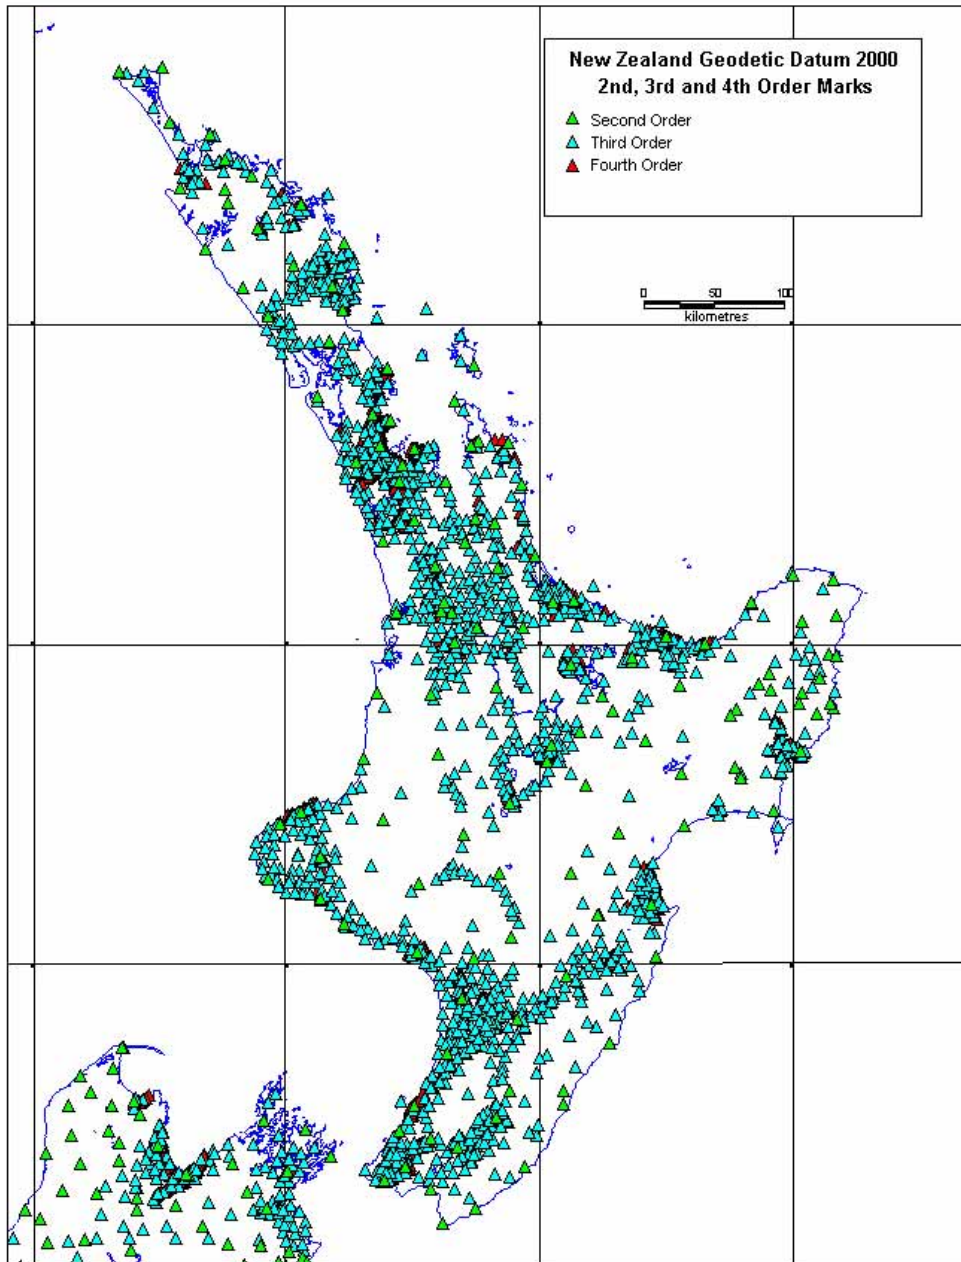 New Zealand Geodetic Datum 2000
2nd, 3rd and 4th Order Marks
Second Order
Third Order
Fourth Order
0 50 100
kilometres